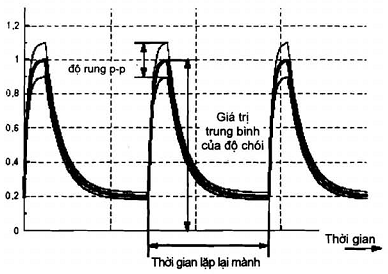 1,2
1
0,8
0,6
0,4
0,2
0
độ rung p-p
Giá trị
trung bình
của độ chói
Thời gian
Thời gian lặp lại mành